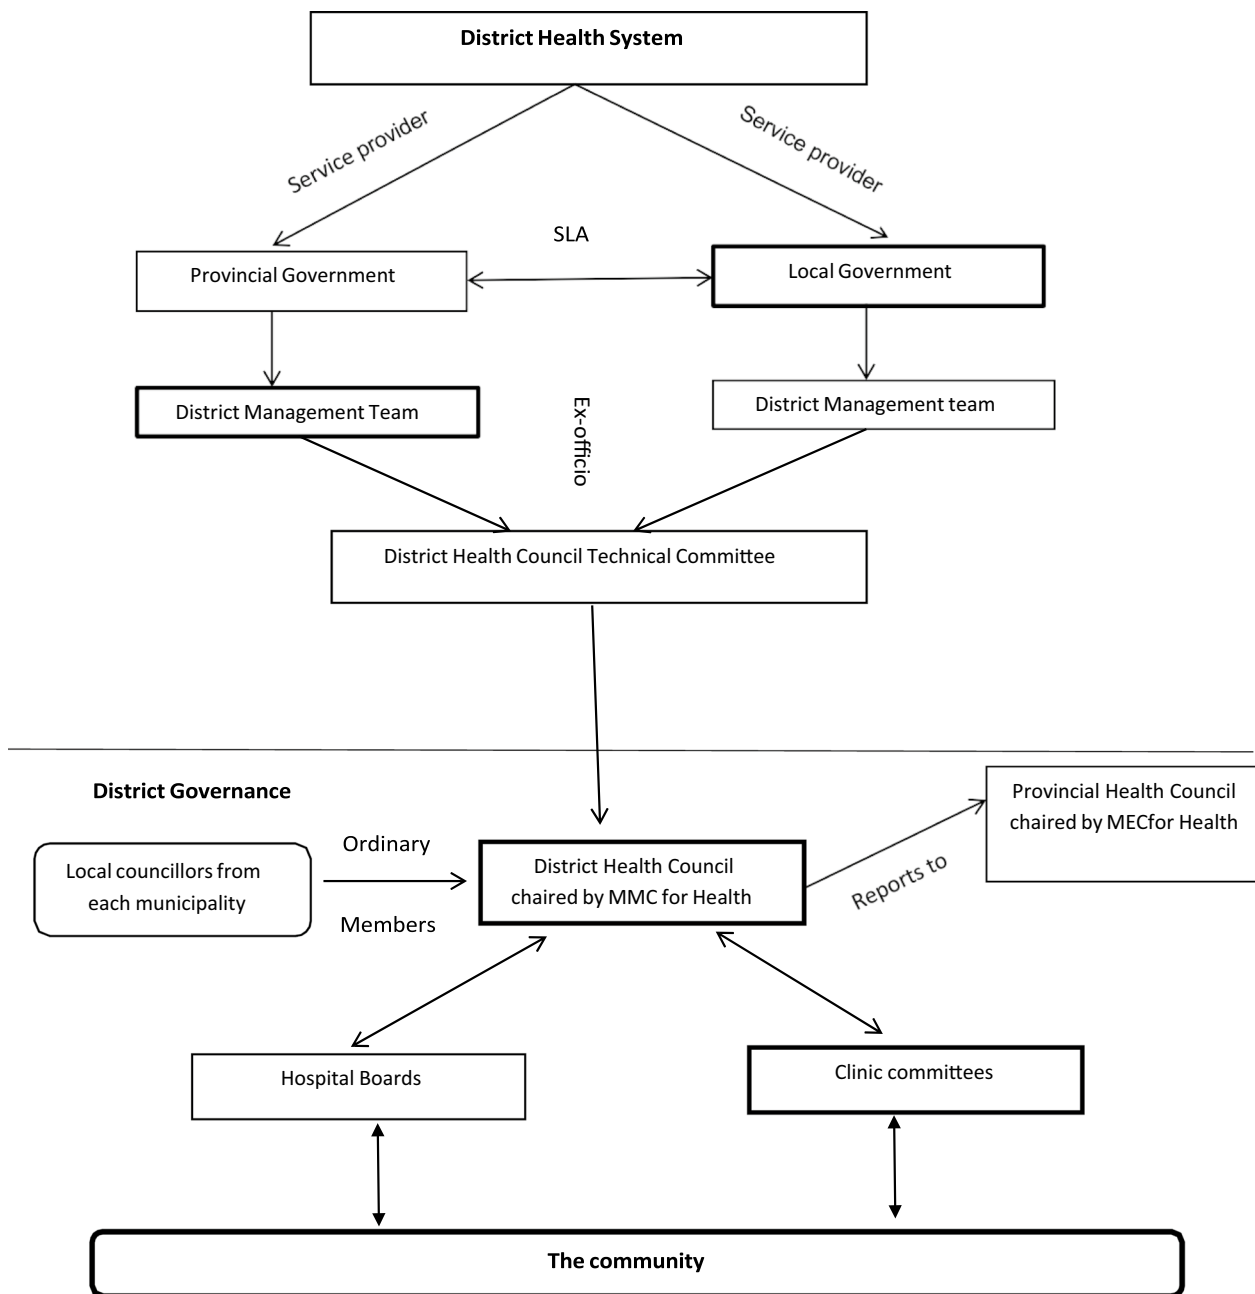 District Health System
Service provider
Service provider
SLA
Provincial Government
Local Government
District Management Team
Ex-officio
District Management team
District Health Council Technical Committee
District Governance
Provincial Health Council
chaired by MECfor Health
Ordinary
Local councillors from
each municipality
District Health Council
chaired by MMC for Health
Reports to
Members
Hospital Boards
Clinic committees
The community